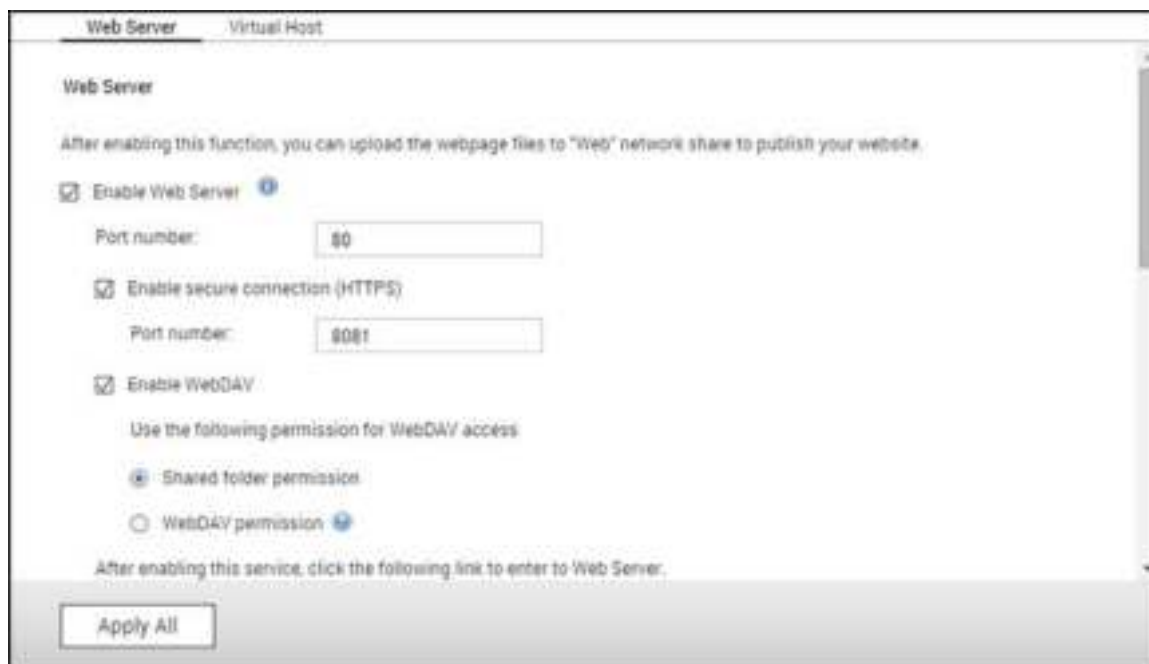 Web Server Virtual Host
Web Server
After enabling this function, you can upload the webpage files to "Web" network share to publish your website.
Enable Web Server
Port number: 80
Enable secure connection (HTTPS)
Port number: 8081
Enable WebDAV
Use the following permission for WebDAV access
Shared folder permission
WebDAV permission
After enabling this service, click the following link to enter to Web Server.
Apply All